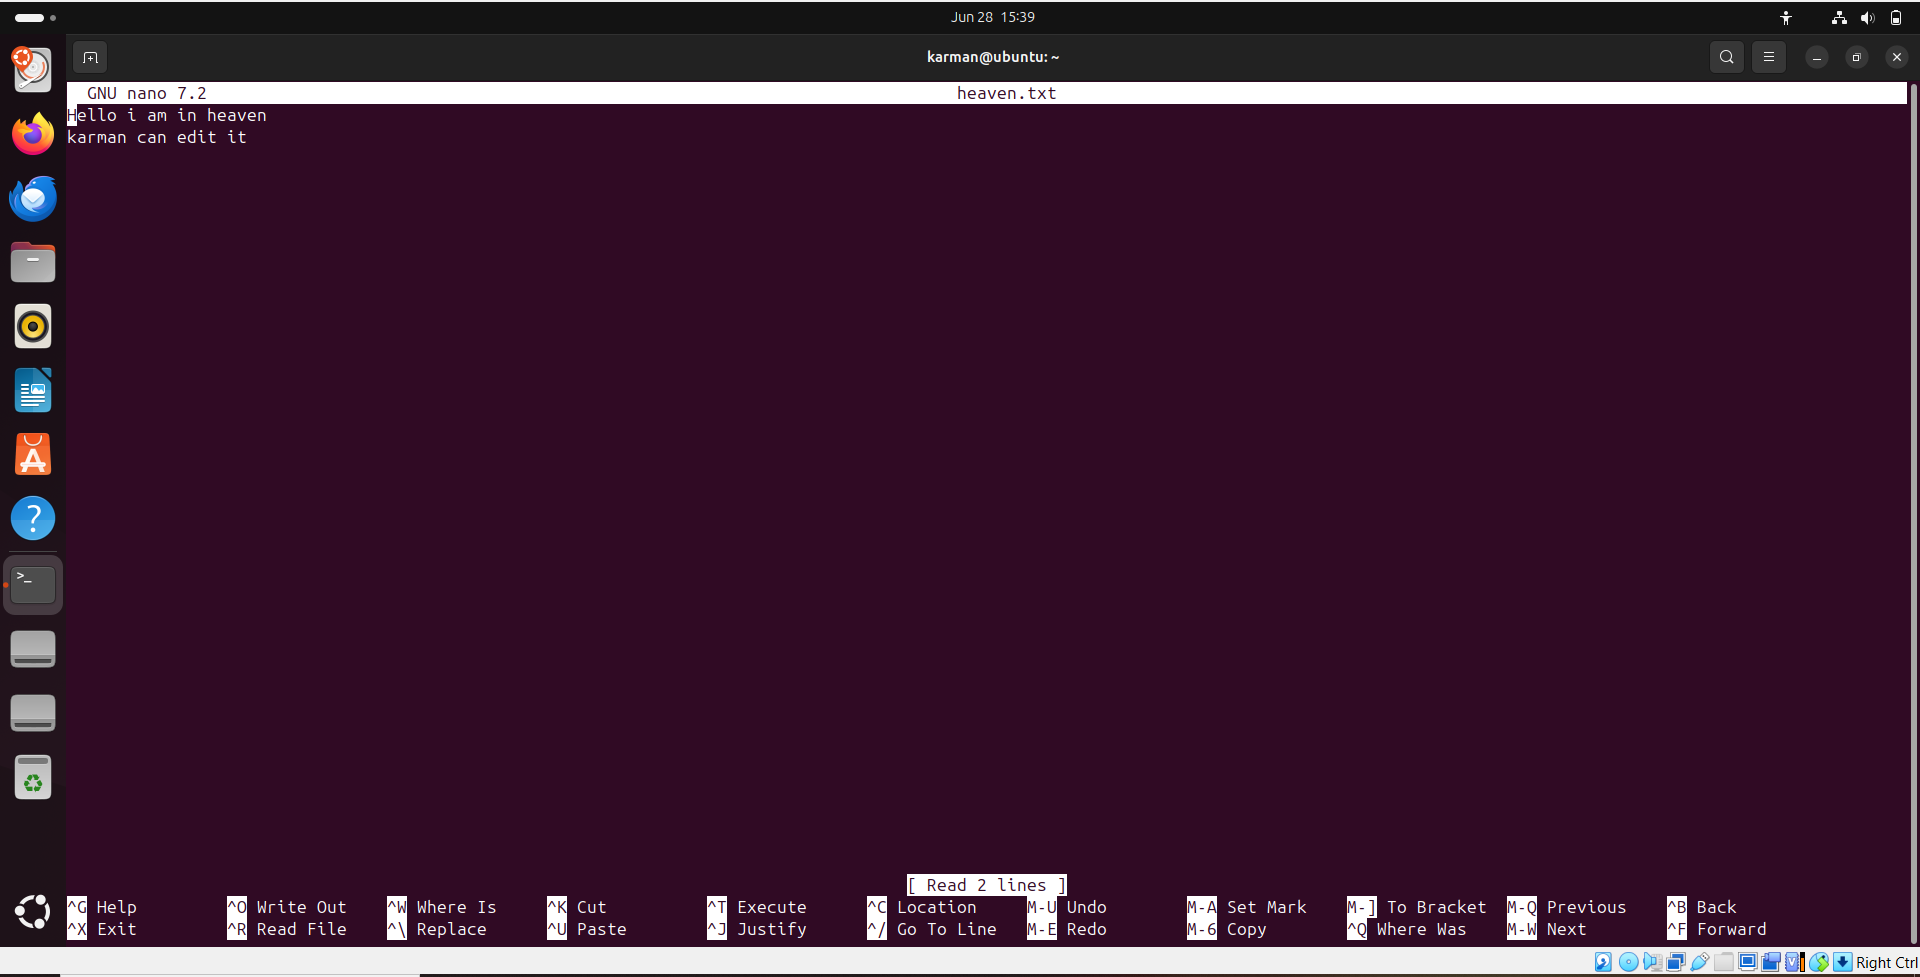 Jun 28 15:39
karman@ubuntu: ~
GNU nano 7.2 heaven.txt
Hello i am in heaven
karman can edit it
[ Read 2 lines ]
^G Help ^O Write Out ^W Where Is ^K Cut ^T Execute ^C Location M-U Undo M-A Set Mark M-] To Bracket M-Q Previous ^B Back
^X Exit ^R Read File ^\ Replace ^U Paste ^J Justify ^/ Go To Line M-E Redo M-6 Copy ^Q Where Was M-W Next ^F Forward
Right Ctrl